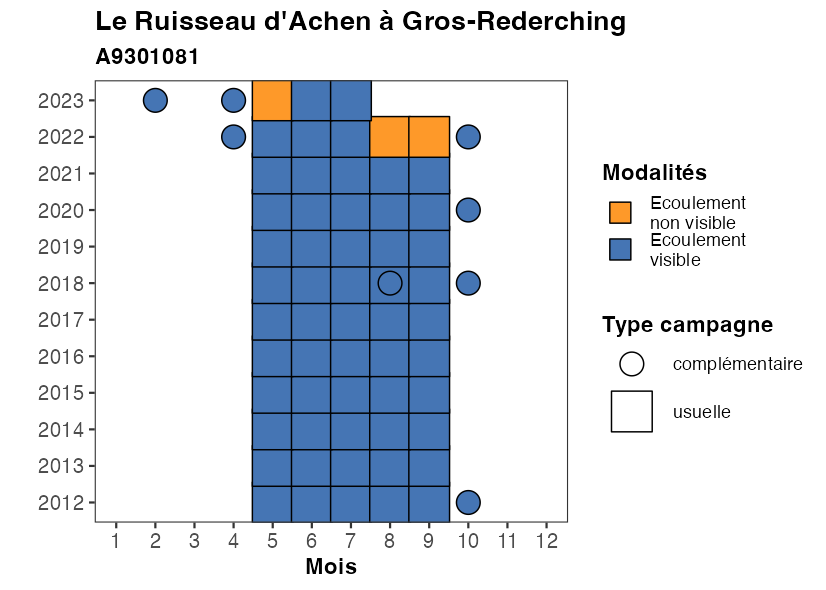 Le Ruisseau d'Achen à Gros-Rederching
A9301081
2023
2022
2021
2020
2019
2018
2017
2016
2015
2014
2013
2012
1 2 3 4 5 6 7 8 9 10 11 12
Mois
Modalités
Ecoulement
non visible
Ecoulement
visible
Type campagne
complémentaire
usuelle